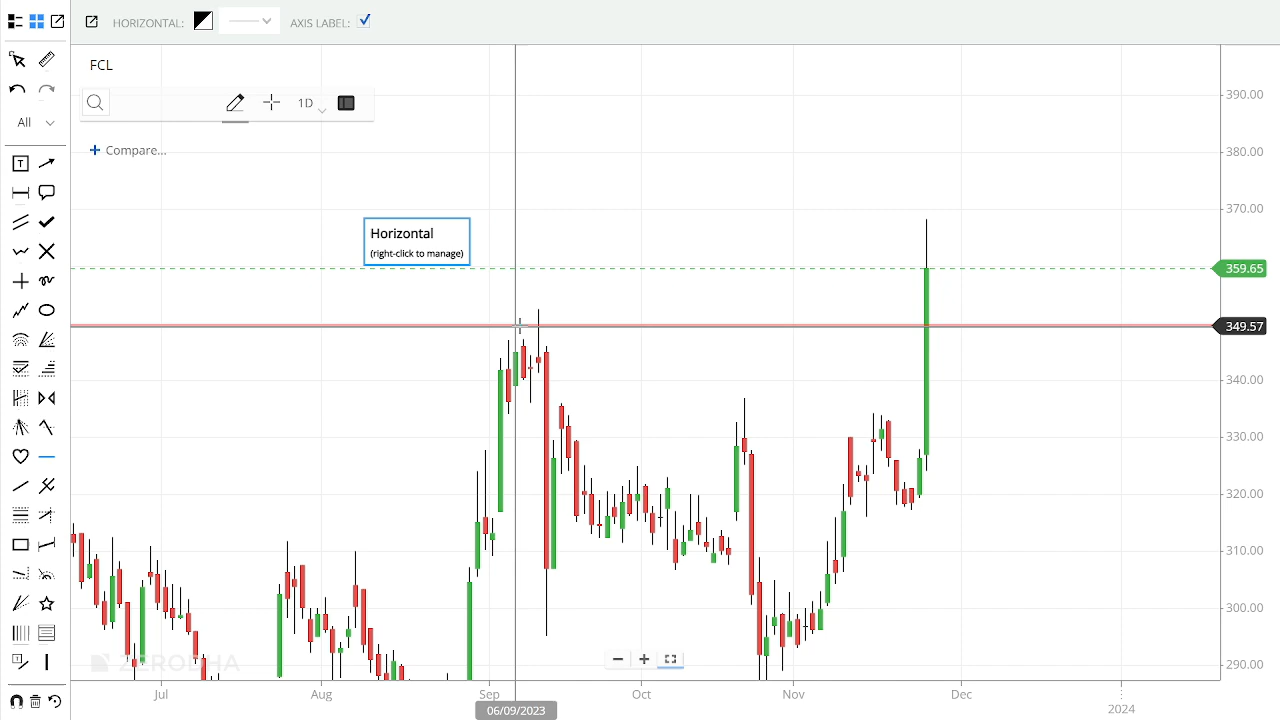 HORIZONTAL:
AXIS LABEL:
FCL
1D
All
Compare...
T
Horizontal
(right-click to manage)
390.00
380.00
370.00
359.65
349.57
340.00
330.00
320.00
310.00
300.00
290.00
ZERODHA
Jul
Aug
Sep
Oct
Nov
Dec
2024
06/09/2023